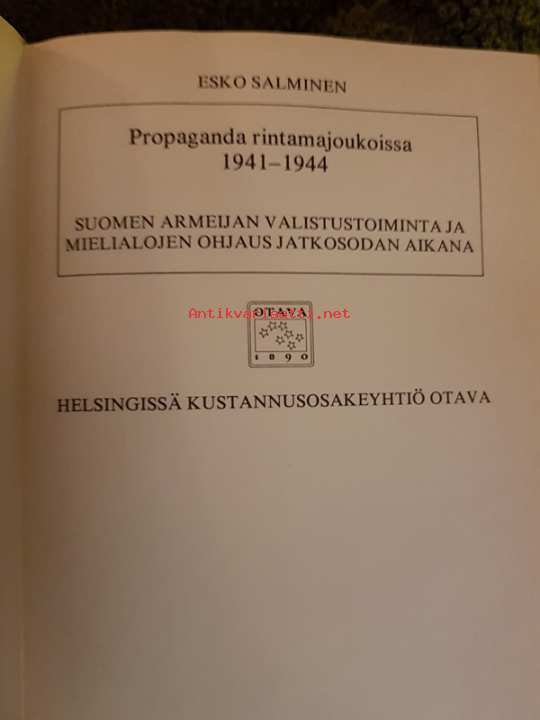 ESKO SALMINEN
Propaganda rintamajoukoissa
1941–1944
SUOMEN ARMEIJAN VALISTUSTOIMINTA JA
MIELIALOJEN OHJAUS JATKOSODAN AIKANA
OTAVA
Antikvariaatti.net
1890
HELSINGISSÄ KUSTANNUSOSAKEYHTIÖ OTAVA